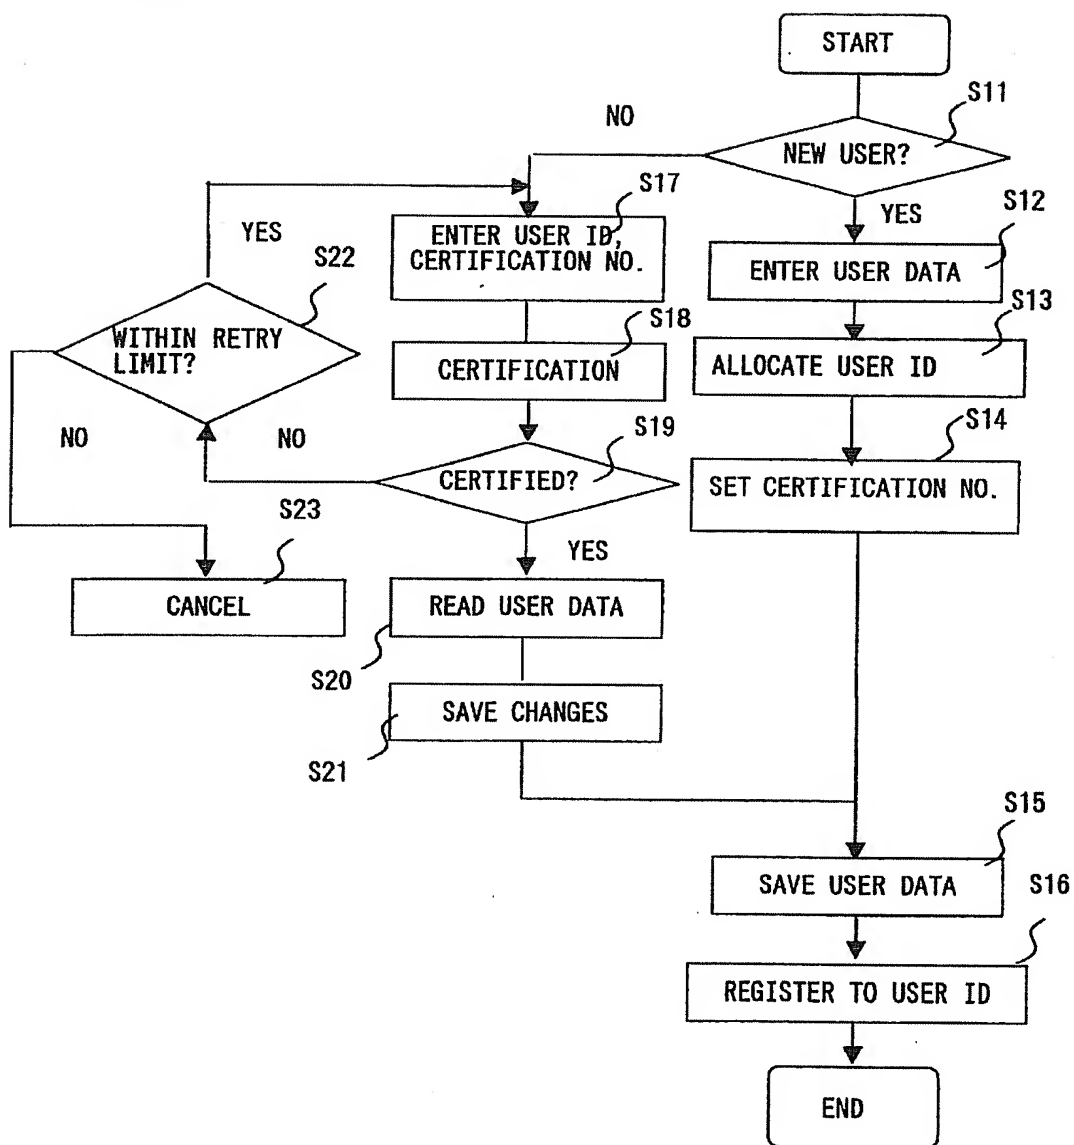 START
S11
NO
NEW USER?
S17
YES
S12
YES
ENTER USER ID,
CERTIFICATION NO.
ENTER USER DATA
S22
S13
S18
WITHIN RETRY
LIMIT?
CERTIFICATION
ALLOCATE USER ID
S14
S19
NO
NO
CERTIFIED?
SET CERTIFICATION NO.
S23
YES
CANCEL
READ USER DATA
S20
SAVE CHANGES
S21
S15
SAVE USER DATA
S16
REGISTER TO USER ID
END